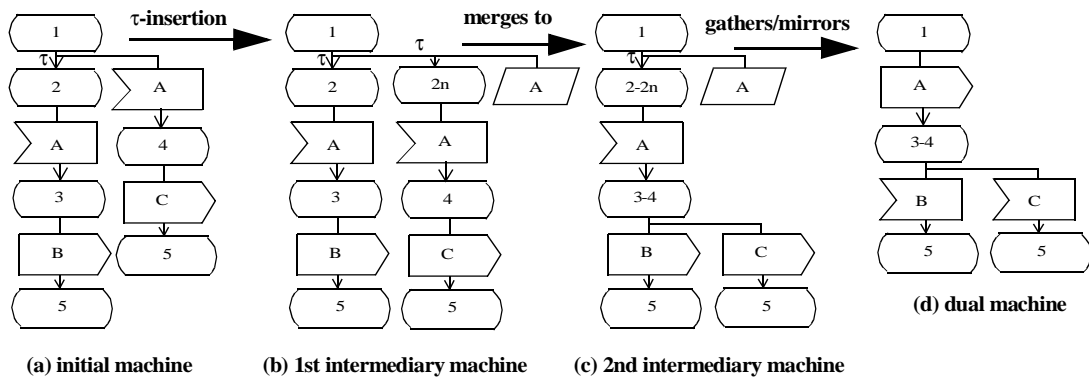 τ-insertion
merges to
gathers/mirrors
1
τ
2
A
A
4
3
C
B
5
5
(a) initial machine
1
τ
τ
2
2n
A
A
A
3
4
B
C
5
5
(b) 1st intermediary machine
1
τ
2-2n
A
A
3-4
B
C
5
5
(c) 2nd intermediary machine
1
A
3-4
B
C
5
5
(d) dual machine